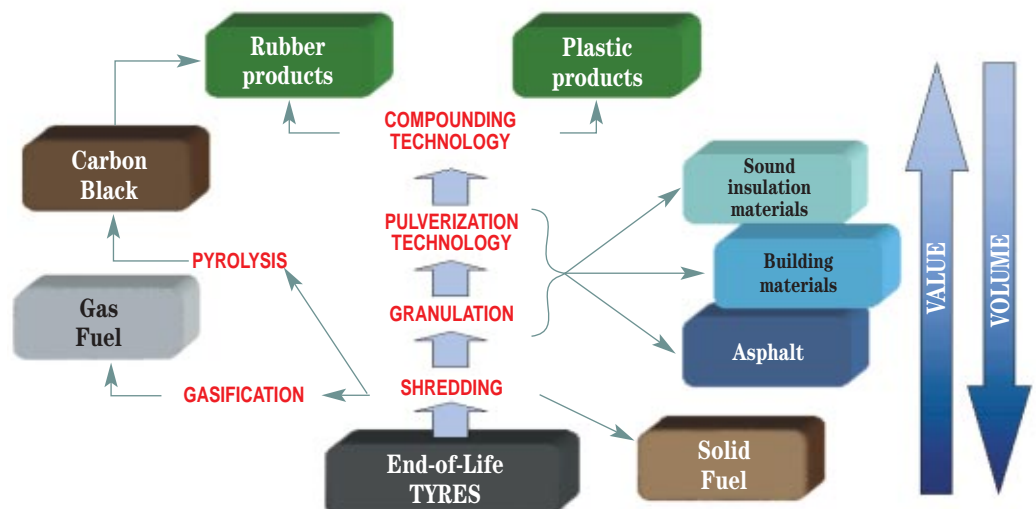 Rubber
products
Plastic
products
COMPOUNDING
TECHNOLOGY
Carbon
Black
Sound
insulation
materials
PULVERIZATION
TECHNOLOGY
PYROLYSIS
Building
materials
VALUE
VOLUME
Gas
Fuel
GRANULATION
Asphalt
GASIFICATION
SHREDDING
End-of-Life
TYRES
Solid
Fuel